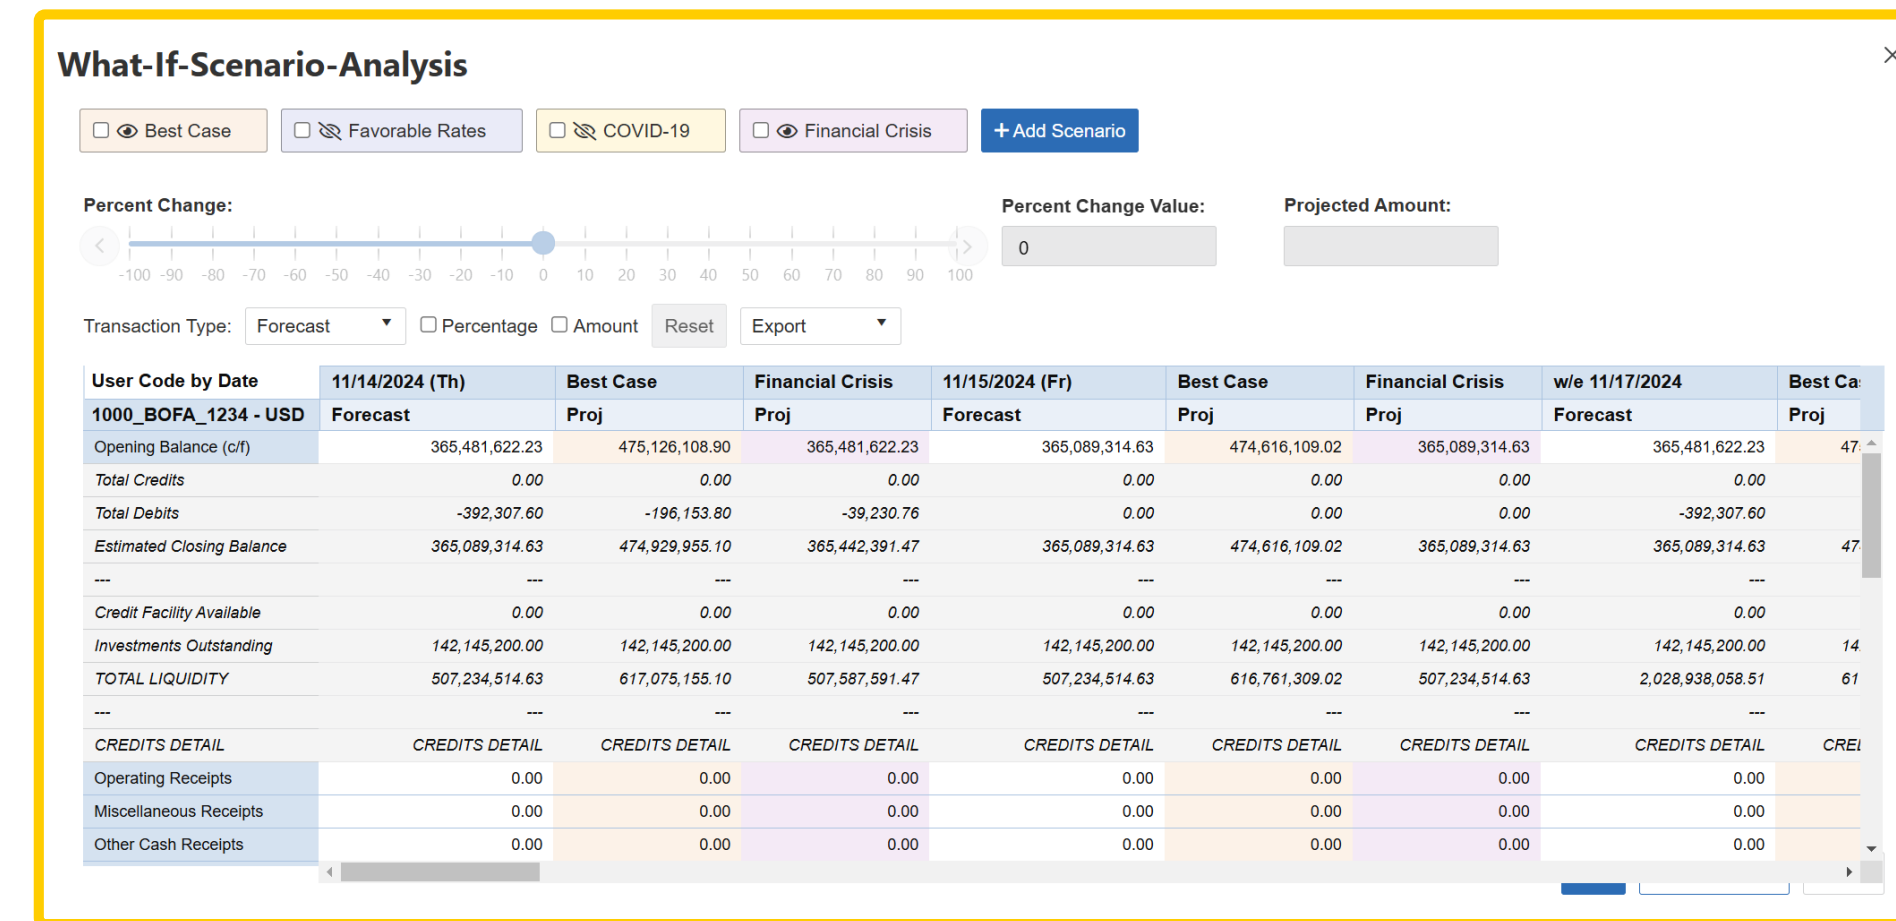 What-If-Scenario-Analysis
Best Case Favorable Rates COVID-19 Financial Crisis + Add Scenario
Percent Change: Percent Change Value: Projected Amount:
0
-100 -90 -80 -70 -60 -50 -40 -30 -20 -10 0 10 20 30 40 50 60 70 80 90 100
Transaction Type: Forecast Percentage Amount Reset Export
User Code by Date 11/14/2024 (Th) Best Case Financial Crisis 11/15/2024 (Fr) Best Case Financial Crisis w/e 11/17/2024 Best Ca
1000_BOFA_1234 - USD Forecast Proj Proj Forecast Proj Proj Forecast Proj
Opening Balance (c/f) 365,481,622.23 475,126,108.90 365,481,622.23 365,089,314.63 474,616,109.02 365,089,314.63 365,481,622.23 47
Total Credits 0.00 0.00 0.00 0.00 0.00 0.00 0.00
Total Debits -392,307.60 -196,153.80 -39,230.76 0.00 0.00 0.00 -392,307.60
Estimated Closing Balance 365,089,314.63 474,929,955.10 365,442,391.47 365,089,314.63 474,616,109.02 365,089,314.63 365,089,314.63 47
--- --- --- --- --- --- --- ---
Credit Facility Available 0.00 0.00 0.00 0.00 0.00 0.00 0.00
Investments Outstanding 142,145,200.00 142,145,200.00 142,145,200.00 142,145,200.00 142,145,200.00 142,145,200.00 142,145,200.00 14
TOTAL LIQUIDITY 507,234,514.63 617,075,155.10 507,587,591.47 507,234,514.63 616,761,309.02 507,234,514.63 2,028,938,058.51 61
--- --- --- --- --- --- --- ---
CREDITS DETAIL CREDITS DETAIL CREDITS DETAIL CREDITS DETAIL CREDITS DETAIL CREDITS DETAIL CREDITS DETAIL CREDITS DETAIL CRE
Operating Receipts 0.00 0.00 0.00 0.00 0.00 0.00 0.00
Miscellaneous Receipts 0.00 0.00 0.00 0.00 0.00 0.00 0.00
Other Cash Receipts 0.00 0.00 0.00 0.00 0.00 0.00 0.00